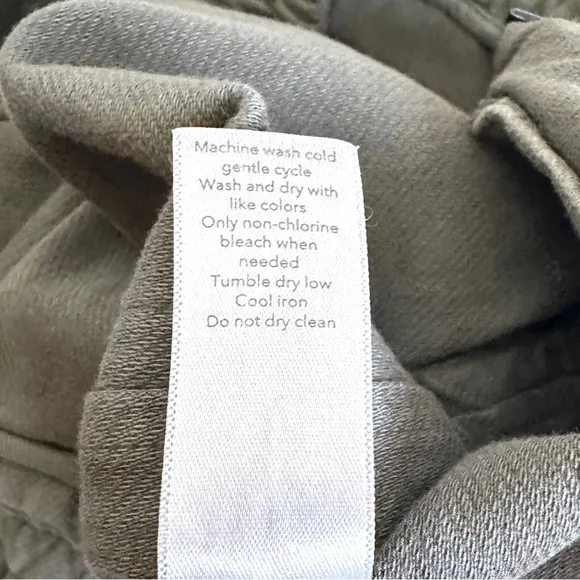 Machine wash cold
gentle cycle
Wash and dry with
like colors
Only non-chlorine
bleach when
needed
Tumble dry low
Cool iron
Do not dry clean